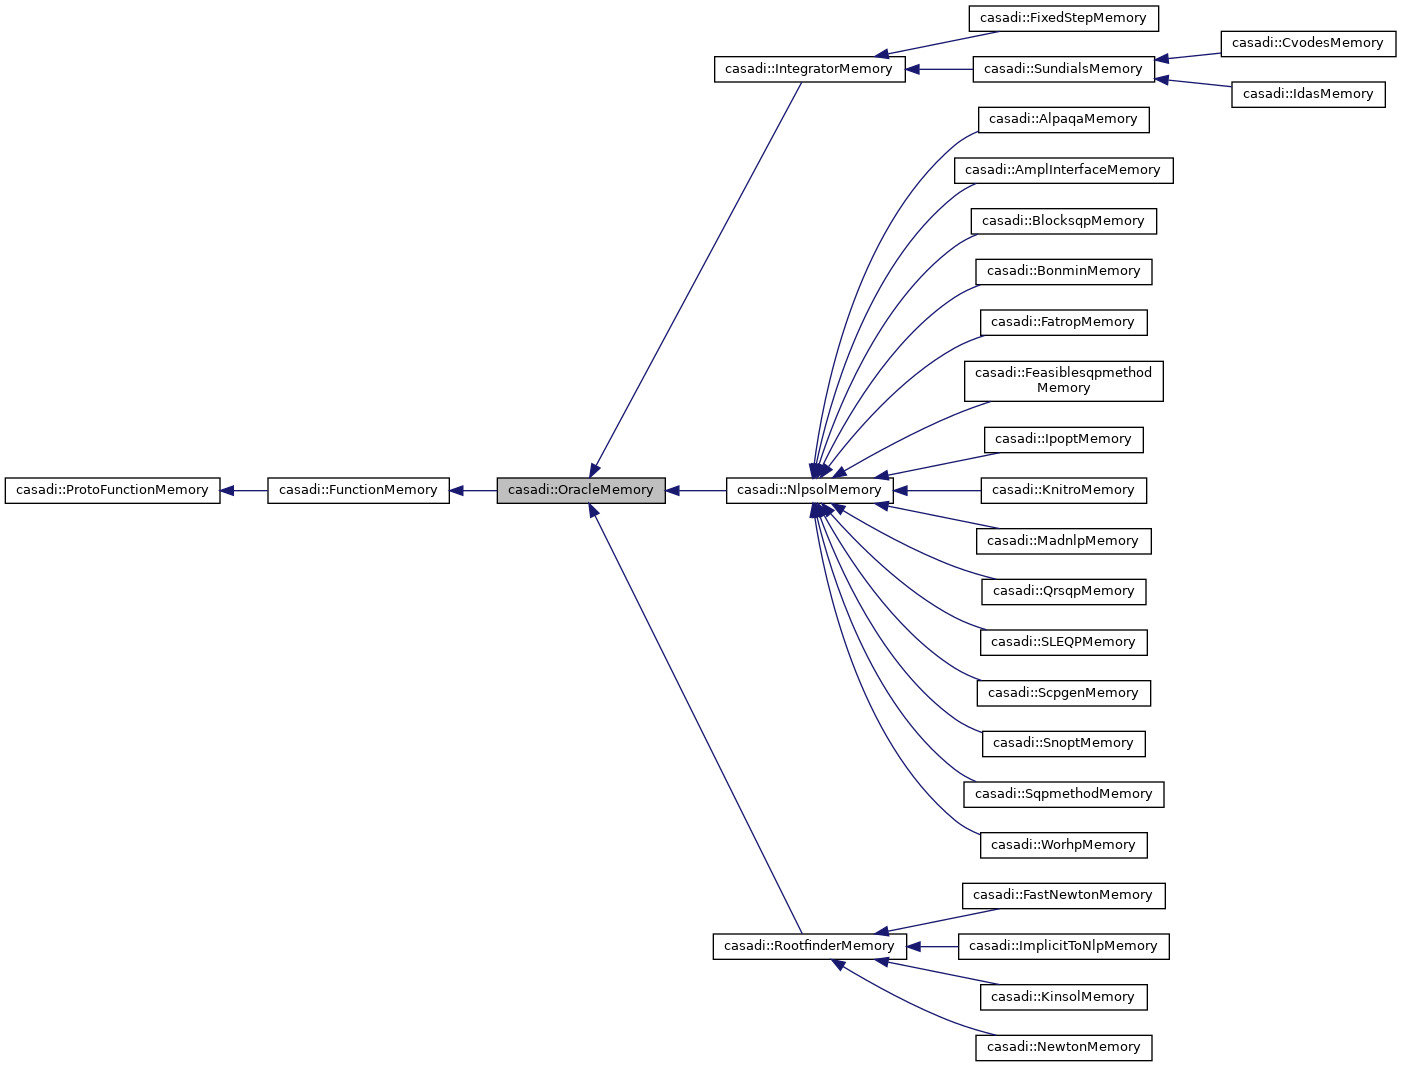 casadi::FixedStepMemory
casadi::CvodesMemory
casadi::IntegratorMemory
casadi::SundialsMemory
casadi::IdasMemory
casadi::AlpaqaMemory
casadi::AmplInterfaceMemory
casadi::BlocksqpMemory
casadi::BonminMemory
casadi::FatropMemory
casadi::Feasiblesqpmethod
Memory
casadi::IpoptMemory
casadi::ProtoFunctionMemory
casadi::FunctionMemory
casadi::OracleMemory
casadi::NlpsolMemory
casadi::KnitroMemory
casadi::MadnlpMemory
casadi::QrsqpMemory
casadi::SLEQPMemory
casadi::ScpgenMemory
casadi::SnoptMemory
casadi::SqpmethodMemory
casadi::WorhpMemory
casadi::FastNewtonMemory
casadi::RootfinderMemory
casadi::ImplicitToNlpMemory
casadi::KinsolMemory
casadi::NewtonMemory